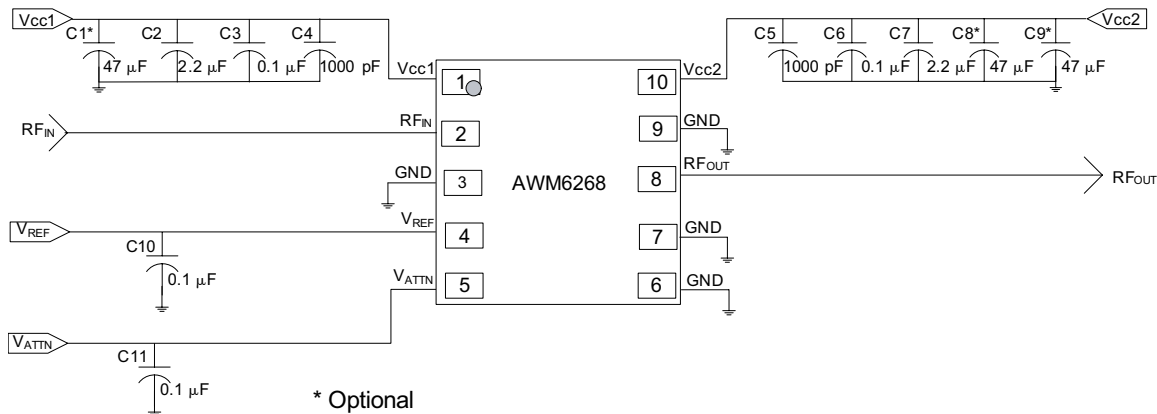 Vcc1
C1*
C2
C3
C4
47 µF
2.2 µF
0.1 µF
1000 pF
Vcc1
Vcc2
C5
C6
C7
C8*
C9*
1000 pF
0.1 µF
2.2 µF
47 µF
47 µF
Vcc2
1
10
RFIN
RFIN
2
9
GND
GND
3
AWM6268
8
RFOUT
RFOUT
VREF
C10
0.1 µF
VREF
4
7
GND
VATTN
5
6
GND
VATTN
C11
0.1 µF
* Optional